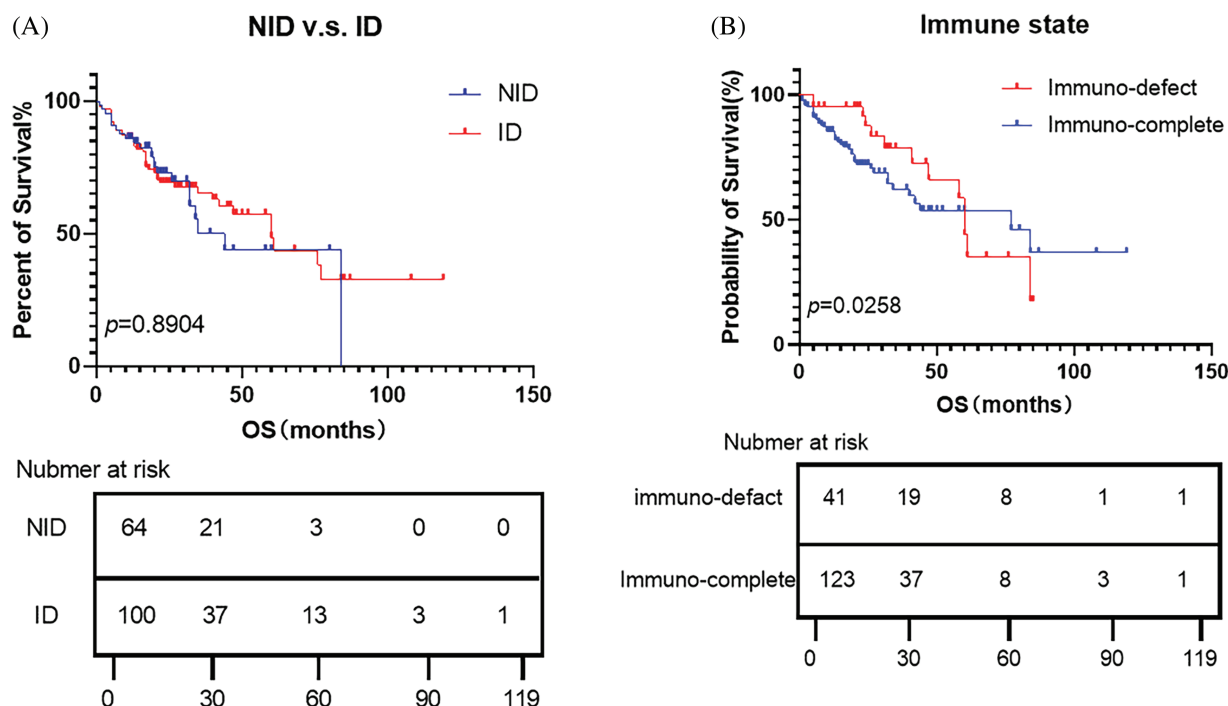 (A)
NID v.s. ID
Percent of Survival%
100
50
0
NID
ID
p=0.8904
0 50 100 150
OS(months)
Nubmer at risk
NID 64 21 3 0 0
ID 100 37 13 3 1
0 30 60 90 119
(B)
Immune state
Probability of Survival(%)
100
50
0
Immuno-defect
Immuno-complete
p=0.0258
0 50 100 150
OS(months)
Nubmer at risk
immuno-defact 41 19 8 1 1
Immuno-complete 123 37 8 3 1
0 30 60 90 119